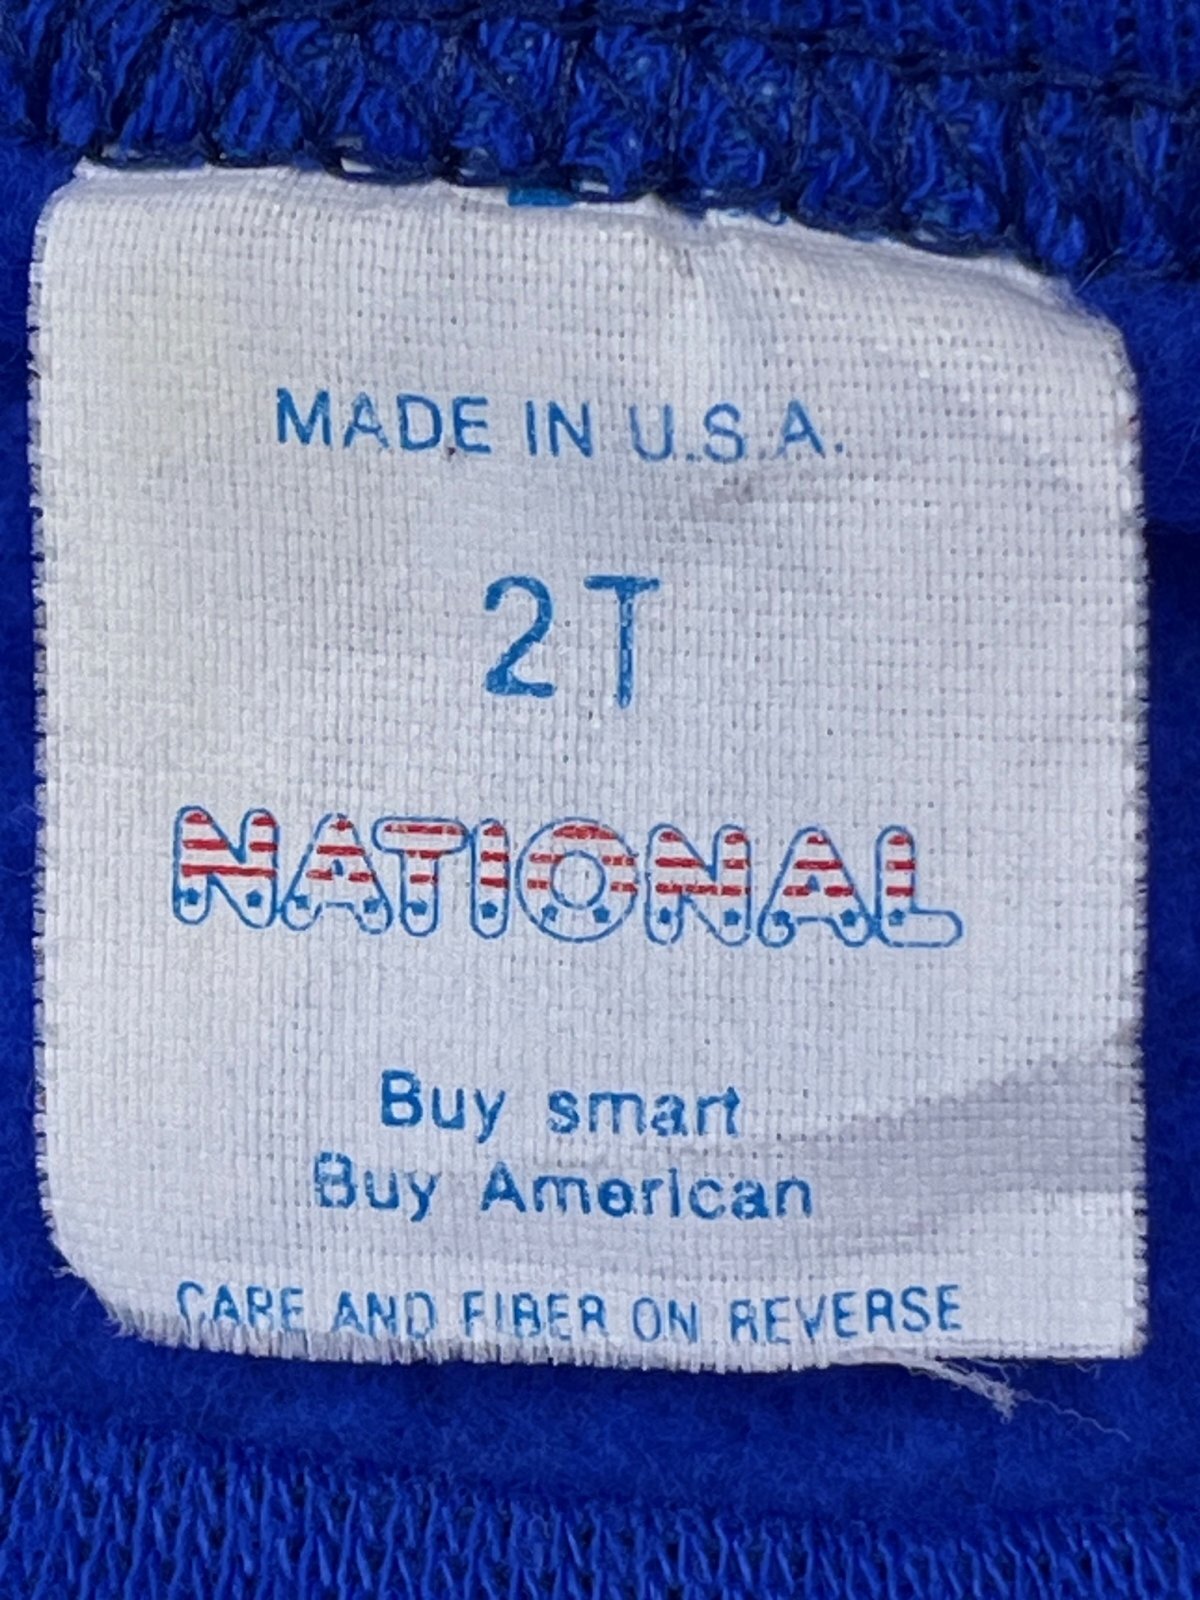 MADE IN U.S.A.
2T
NATIONAL
Buy smart
Buy American
CARE AND FIBER ON REVERSE